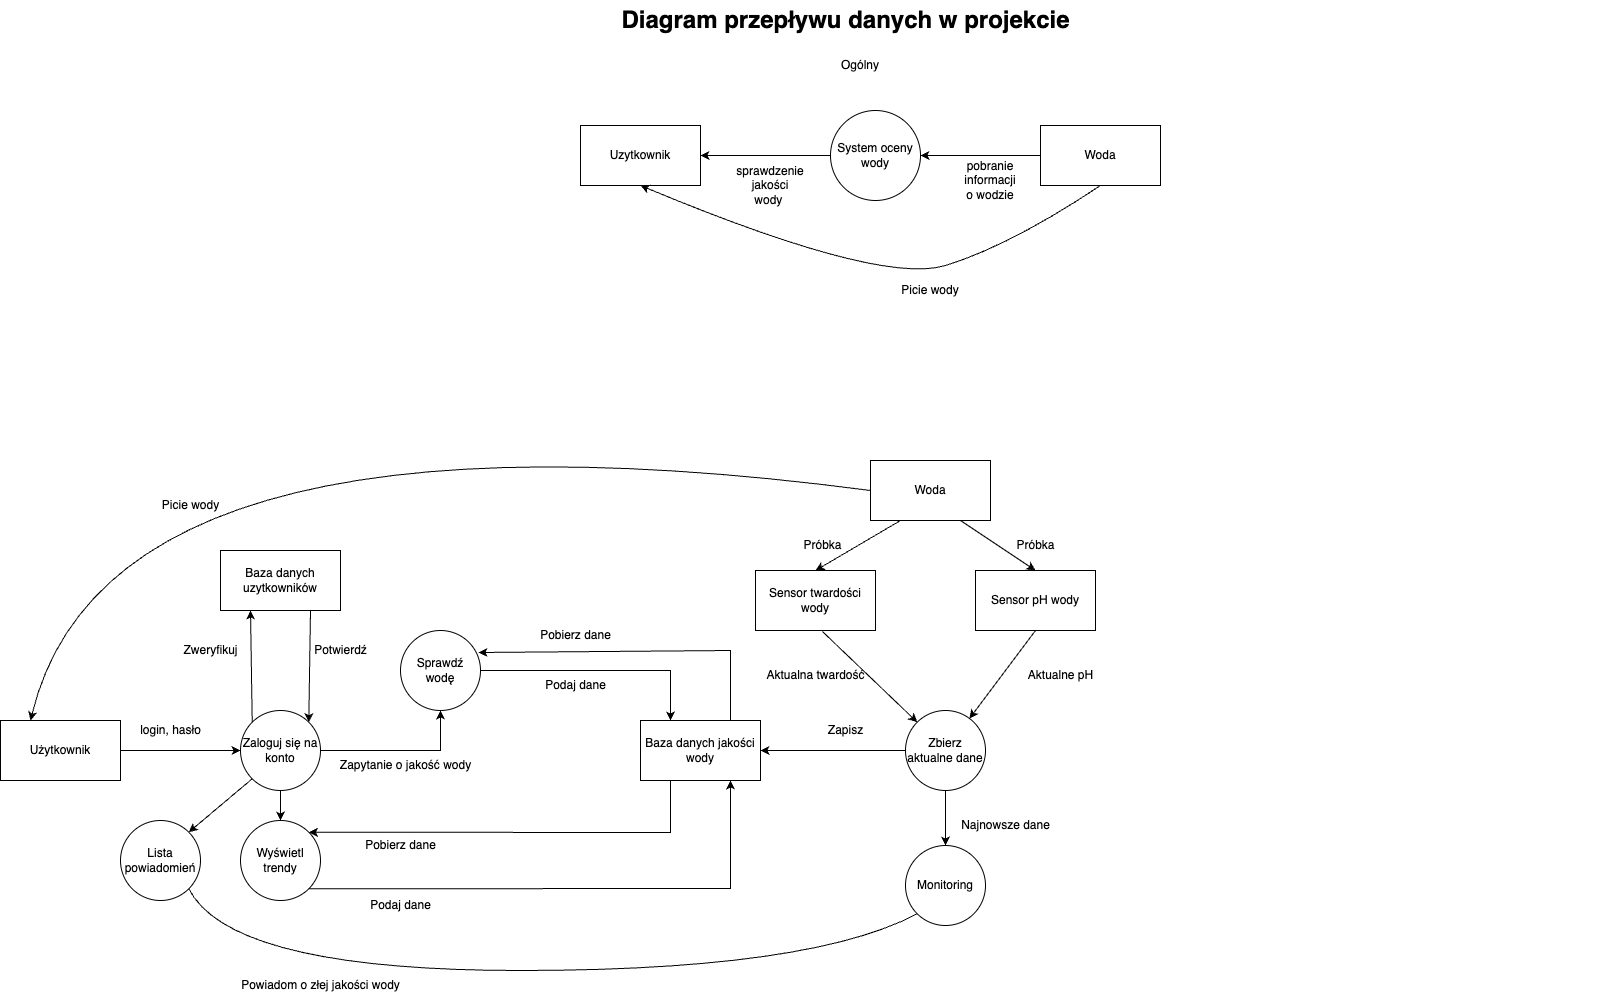 Diagram przepływu danych w projekcie
Ogólny
Uzytkownik
sprawdzenie
jakości
wody
System oceny
wody
pobranie
informacji
o wodzie
Woda
Picie wody
Woda
Picie wody
Próbka
Próbka
Baza danych
uzytkowników
Sensor twardości
wody
Sensor pH wody
Zweryfikuj
Potwierdź
Sprawdź
wodę
Pobierz dane
Podaj dane
Aktualna twardość
Aktualne pH
Użytkownik
login, hasło
Zaloguj się na
konto
Zapytanie o jakość wody
Baza danych jakości
wody
Zapisz
Zbierz
aktualne dane
Najnowsze dane
Lista
powiadomień
Wyświetl
trendy
Pobierz dane
Podaj dane
Monitoring
Powiadom o złej jakości wody